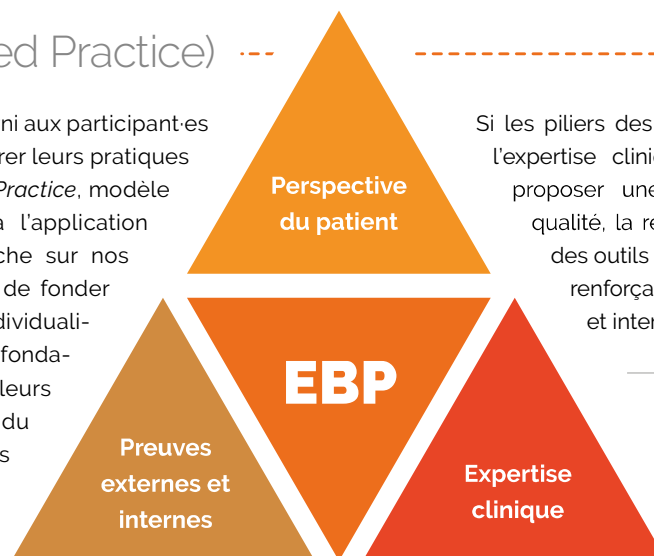 ed Practice)
ni aux participant·es
rer leurs pratiques
Practice, modèle
l'application
che sur nos
de fonder
dividuali-
fonda-
leurs
du
s
Perspective
du patient
EBP
Preuves
externes et
internes
Expertise
clinique
Si les piliers des
l'expertise clini
proposer une
qualité, la re
des outils
renforça
et inter